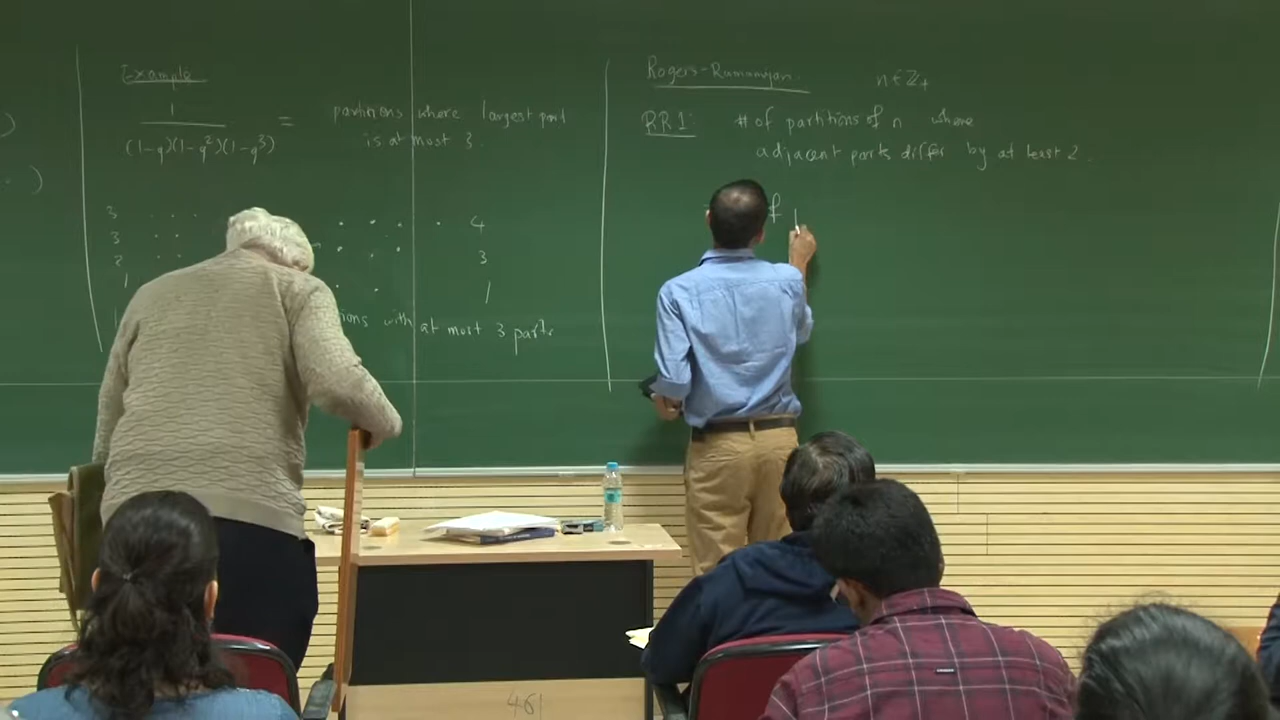 Example
1
(1-q)(1-q²)(1-q³)
= partitions where largest part
is at most 3.
3
3
2
1
4
3
1
with at most 3 parts
Rogers-Ramanujan
n ∈ ℤ₊
RR1: # of partitions of n where
adjacent parts differ by at least 2.
461